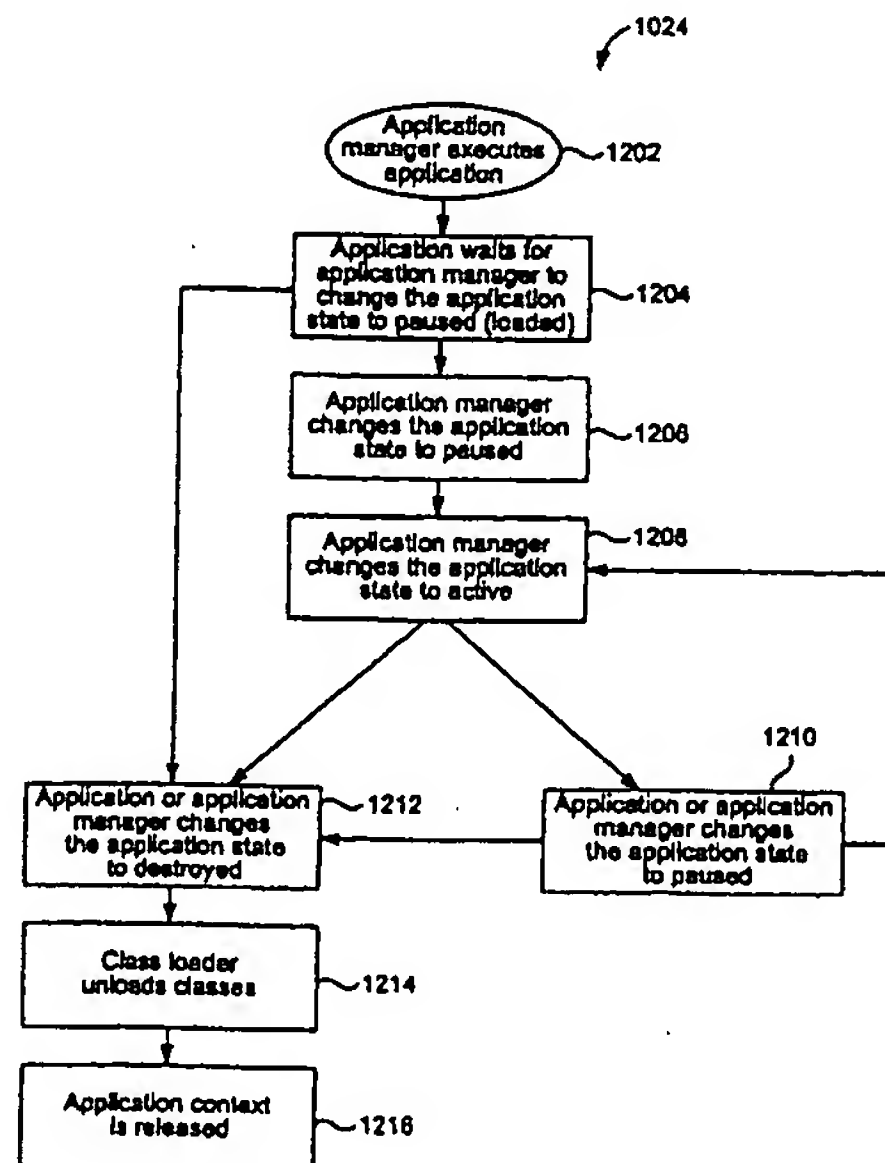 1024
Application
manager executes
application
1202
Application waits for
application manager to
change the application
state to paused (loaded)
1204
Application manager
changes the application
state to paused
1206
Application manager
changes the application
state to active
1208
1210
Application or application
manager changes
the application state
to destroyed
1212
Application or application
manager changes
the application state
to paused
Class loader
unloads classes
1214
Application context
is released
1216